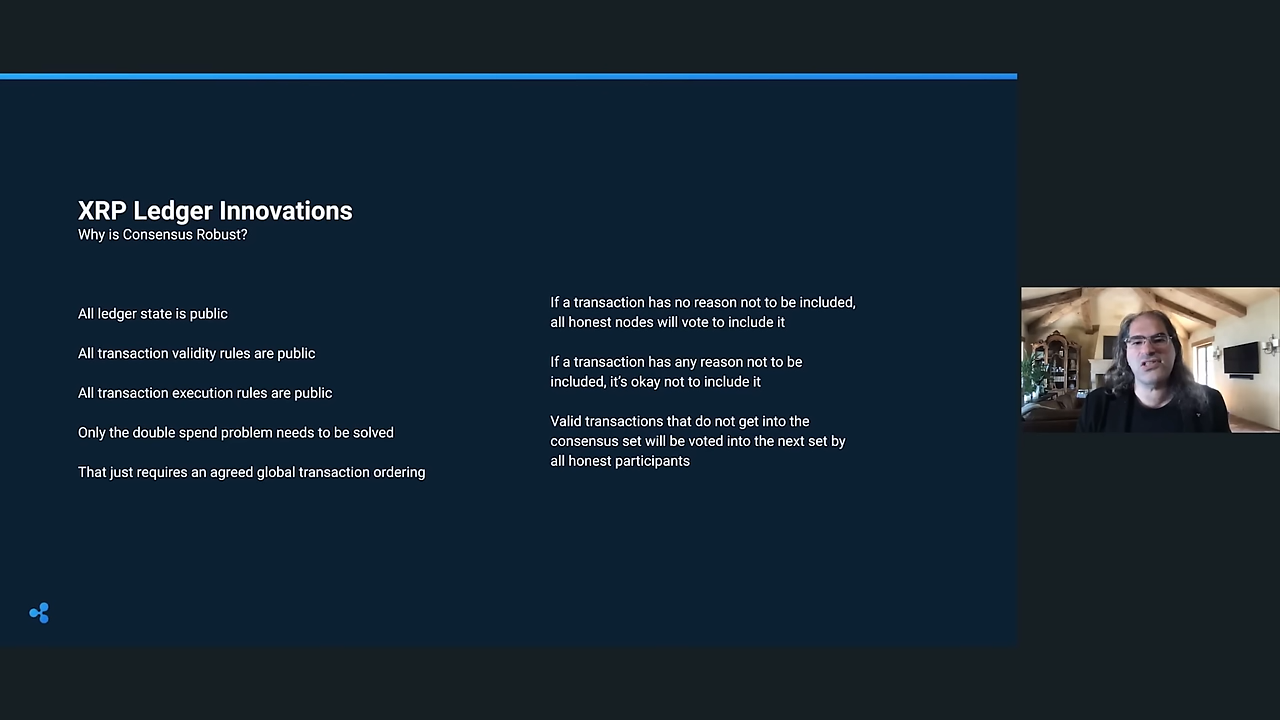 XRP Ledger Innovations
Why is Consensus Robust?
All ledger state is public
All transaction validity rules are public
All transaction execution rules are public
Only the double spend problem needs to be solved
That just requires an agreed global transaction ordering
If a transaction has no reason not to be included,
all honest nodes will vote to include it
If a transaction has any reason not to be
included, it’s okay not to include it
Valid transactions that do not get into the
consensus set will be voted into the next set by
all honest participants